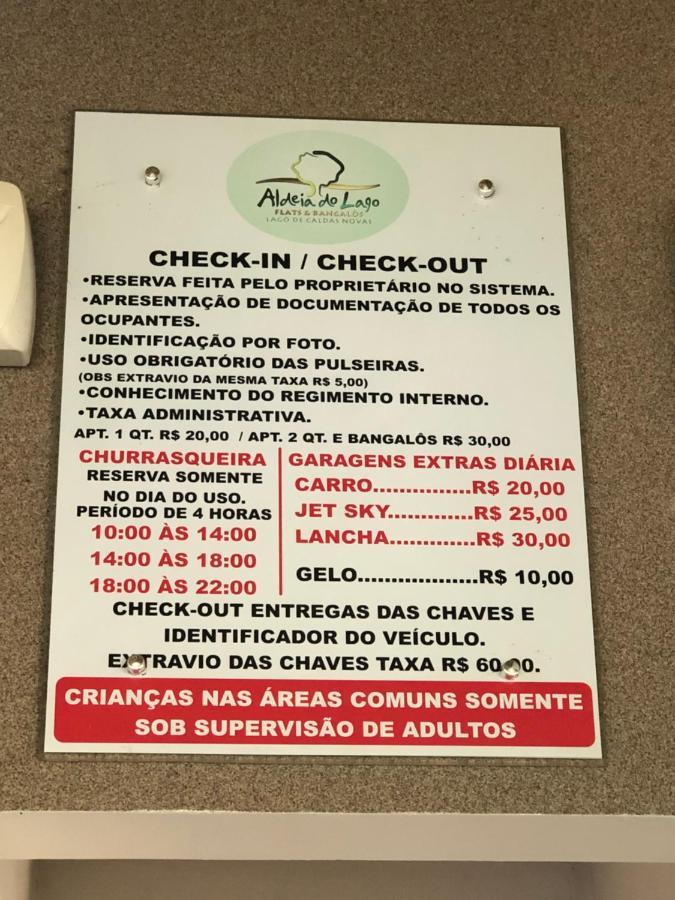 Aldeia do Lago
FLATS & BANGALÔS
LAGO DE CALDAS NOVAS
CHECK-IN / CHECK-OUT
•RESERVA FEITA PELO PROPRIETÁRIO NO SISTEMA.
•APRESENTAÇÃO DE DOCUMENTAÇÃO DE TODOS OS
OCUPANTES.
•IDENTIFICAÇÃO POR FOTO.
•USO OBRIGATÓRIO DAS PULSEIRAS.
(OBS EXTRAVIO DA MESMA TAXA R$ 5,00)
•CONHECIMENTO DO REGIMENTO INTERNO.
•TAXA ADMINISTRATIVA.
APT. 1 QT. R$ 20,00 / APT. 2 QT. E BANGALÔS R$ 30,00
CHURRASQUEIRA
RESERVA SOMENTE
NO DIA DO USO.
PERÍODO DE 4 HORAS
10:00 ÀS 14:00
14:00 ÀS 18:00
18:00 ÀS 22:00
GARAGENS EXTRAS DIÁRIA
CARRO...............R$ 20,00
JET SKY.............R$ 25,00
LANCHA.............R$ 30,00
GELO..................R$ 10,00
CHECK-OUT ENTREGAS DAS CHAVES E
IDENTIFICADOR DO VEÍCULO.
EXTRAVIO DAS CHAVES TAXA R$ 60,00.
CRIANÇAS NAS ÁREAS COMUNS SOMENTE
SOB SUPERVISÃO DE ADULTOS